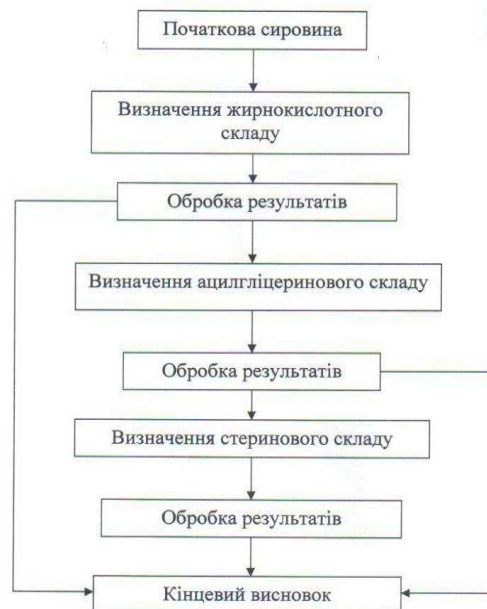 Початкова сировина
Визначення жирнокислотного
складу
Обробка результатів
Визначення ацилгліцеринового складу
Обробка результатів
Визначення стеринового складу
Обробка результатів
Кінцевий висновок